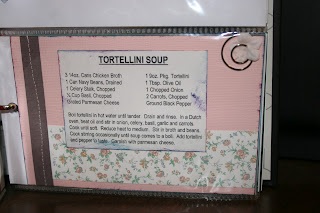 TORTELLINI SOUP
3 14oz. Cans Chicken Broth
1 9oz. Pkg. Tortellini
1 Can Navy Beans, Drained
1 Tbsp. Olive Oil
1 Celery Stalk, Chopped
1 Chopped Onion
Cup Basil, Chopped
2 Carrots, Chopped
Grated Parmesan Cheese
Ground Black Pepper
Boil tortellini in hot water until tender. Drain and rinse. In a Dutch
oven, heat oil and stir in onion, celery, basil, garlic and carrots.
Cook until soft. Reduce heat to medium. Stir in broth and beans.
Cook stirring occasionally until soup comes to a boil. Add tortellini
and pepper to taste. Garnish with parmesan cheese.